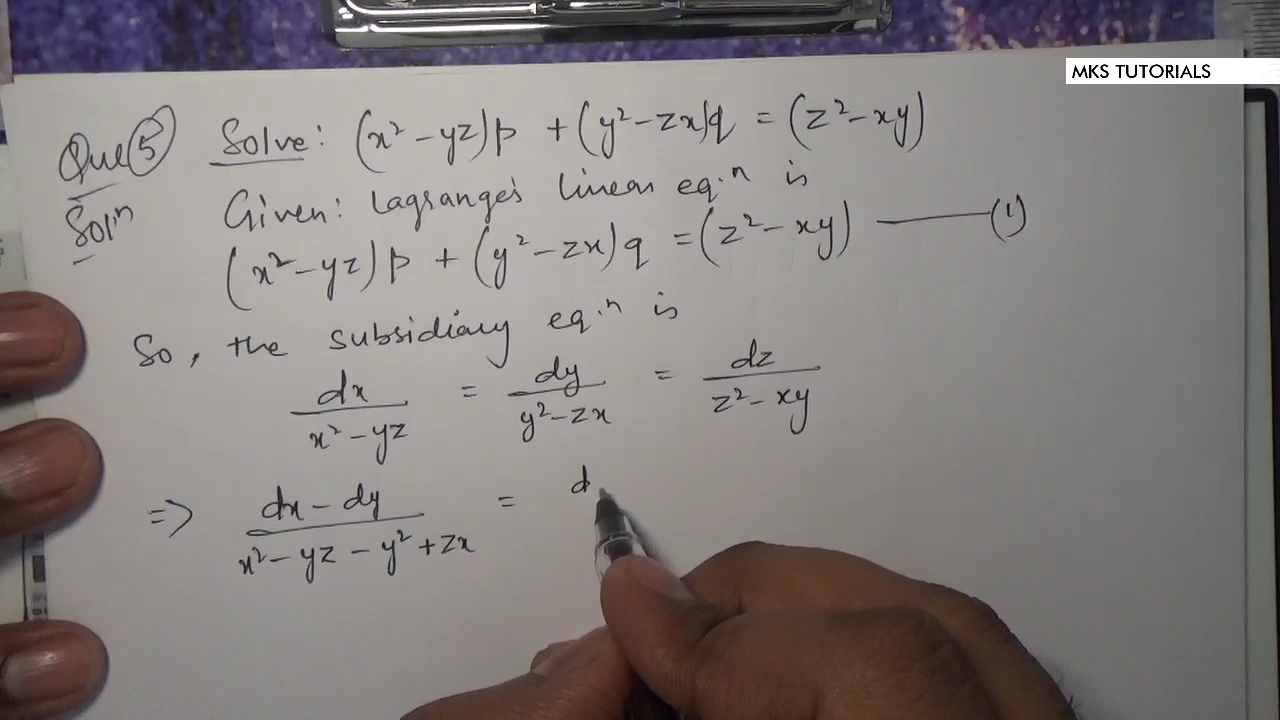 MKS TUTORIALS
Que 5 Solve: (x² - yz)p + (y² - zx)q = (z² - xy)
Solⁿ Given: Lagrange's linear eq.ⁿ is
(x² - yz)p + (y² - zx)q = (z² - xy) —— (1)
So, the subsidiary eq.ⁿ is
dx/(x² - yz) = dy/(y² - zx) = dz/(z² - xy)
=> (dx - dy)/(x² - yz - y² + zx) = d